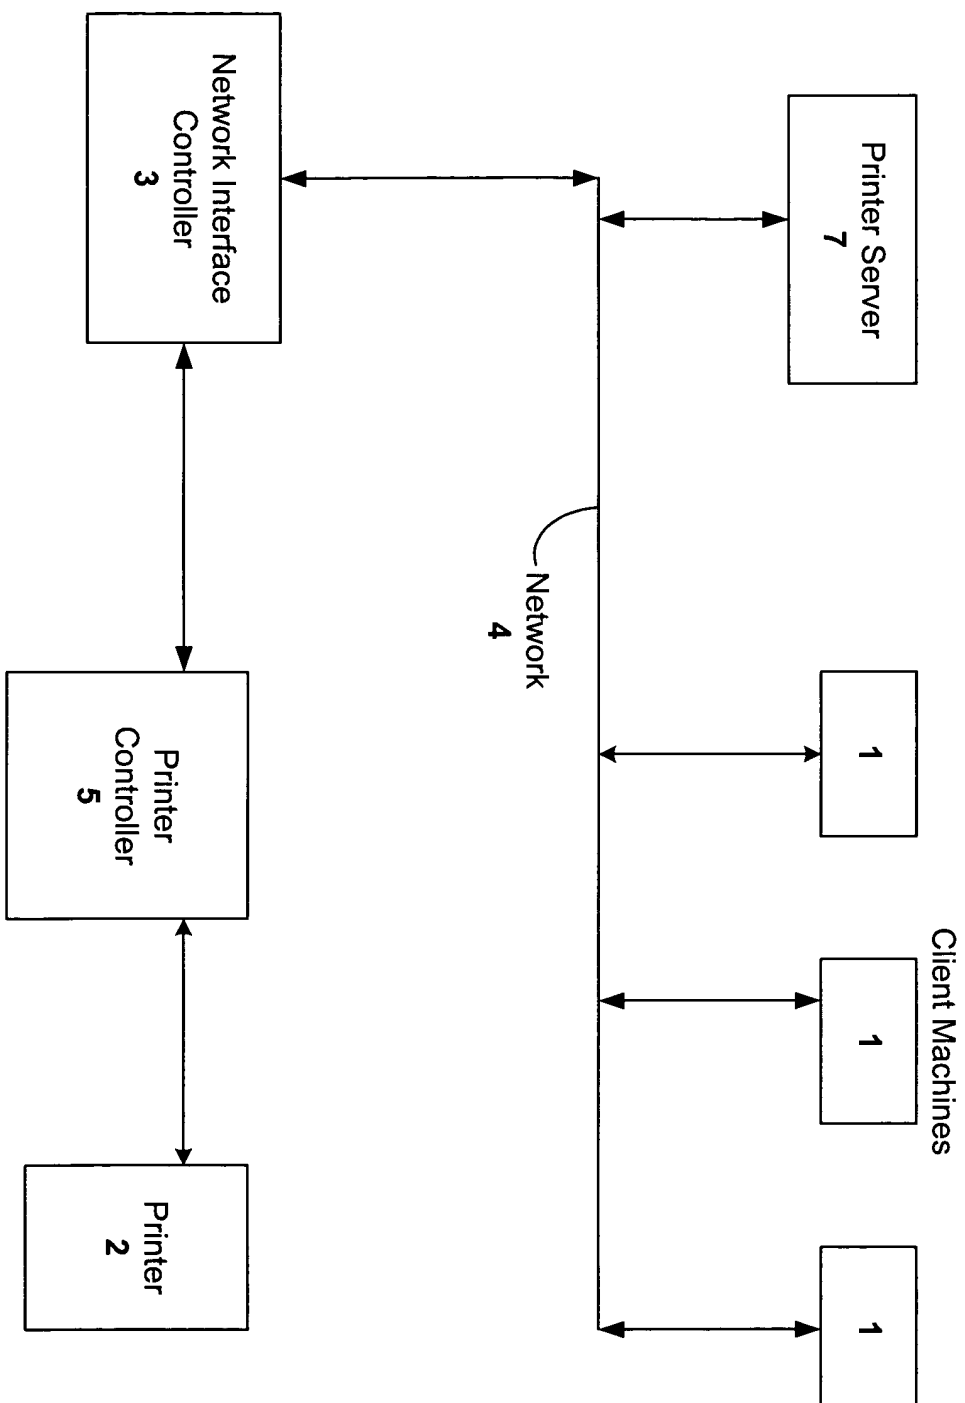 Client Machines
Printer Server
7
1
1
1
Network
4
Network Interface
Controller
3
Printer
Controller
5
Printer
2